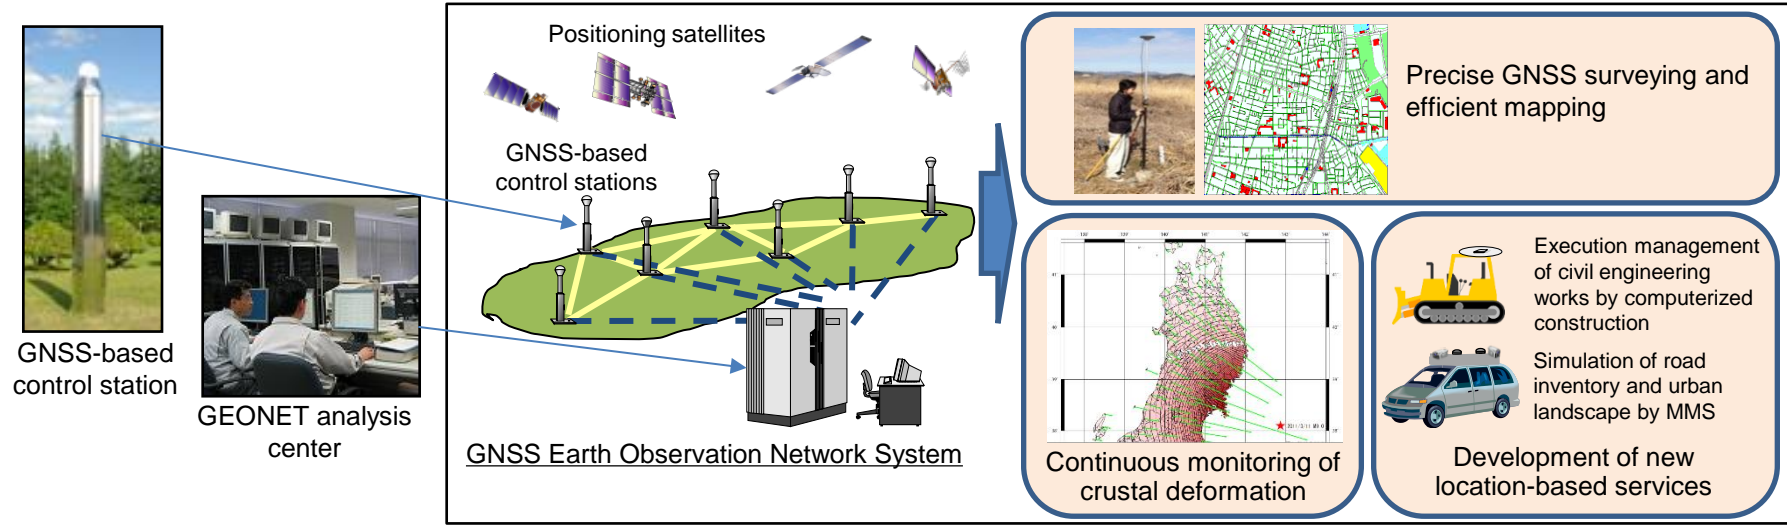 GNSS-based
control station
GEONET analysis
center
Positioning satellites
GNSS-based
control stations
GNSS Earth Observation Network System
Precise GNSS surveying and
efficient mapping
Continuous monitoring of
crustal deformation
Execution management
of civil engineering
works by computerized
construction
Simulation of road
inventory and urban
landscape by MMS
Development of new
location-based services